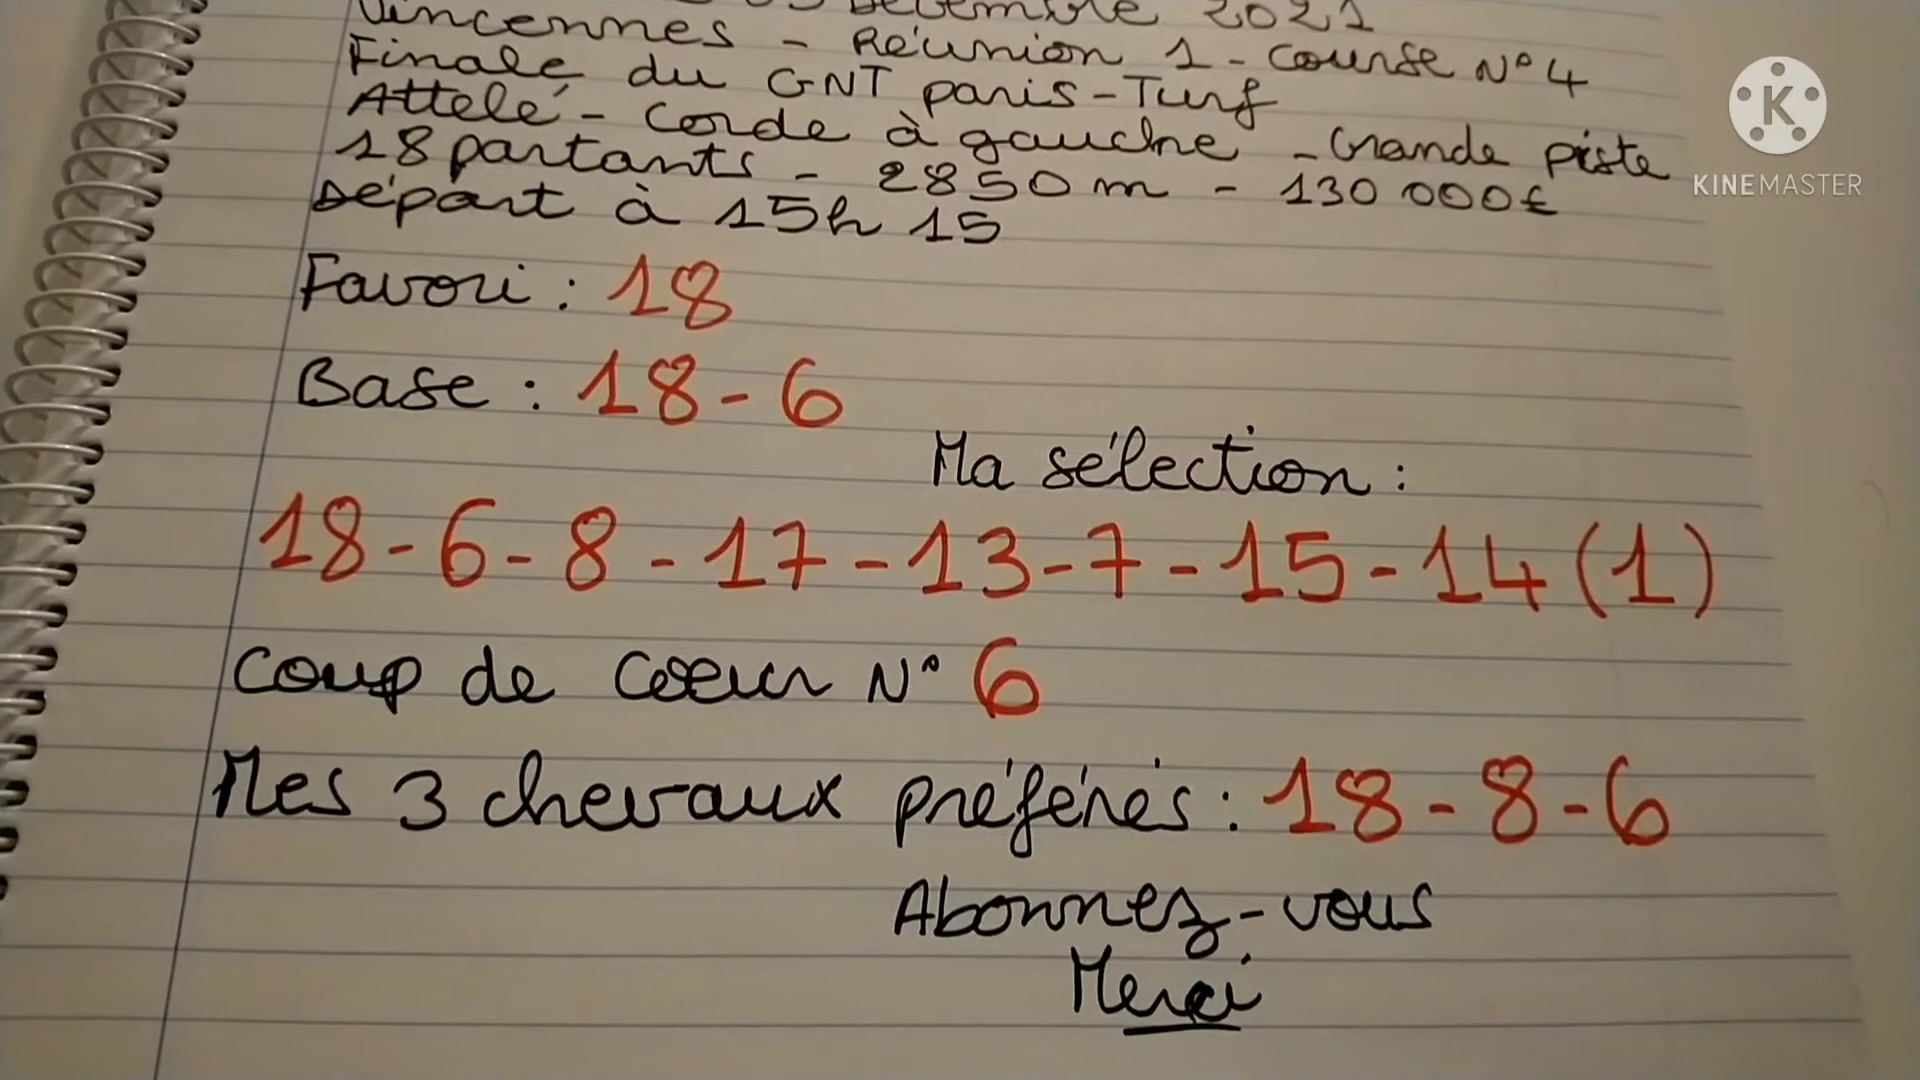 Décembre 2021
Vincennes - Réunion 1 - Course N° 4
Finale du GNT paris-Turf
Attelé - Corde à gauche - Grande piste
18 partants - 2850 m - 130 000€
Départ à 15h 15
Favori : 18
Base : 18 - 6
Ma sélection :
18 - 6 - 8 - 17 - 13 - 7 - 15 - 14 (1)
Coup de Coeur N° 6
Mes 3 chevaux préférés : 18 - 8 - 6
Abonnez-vous
Merci
K
KINEMASTER